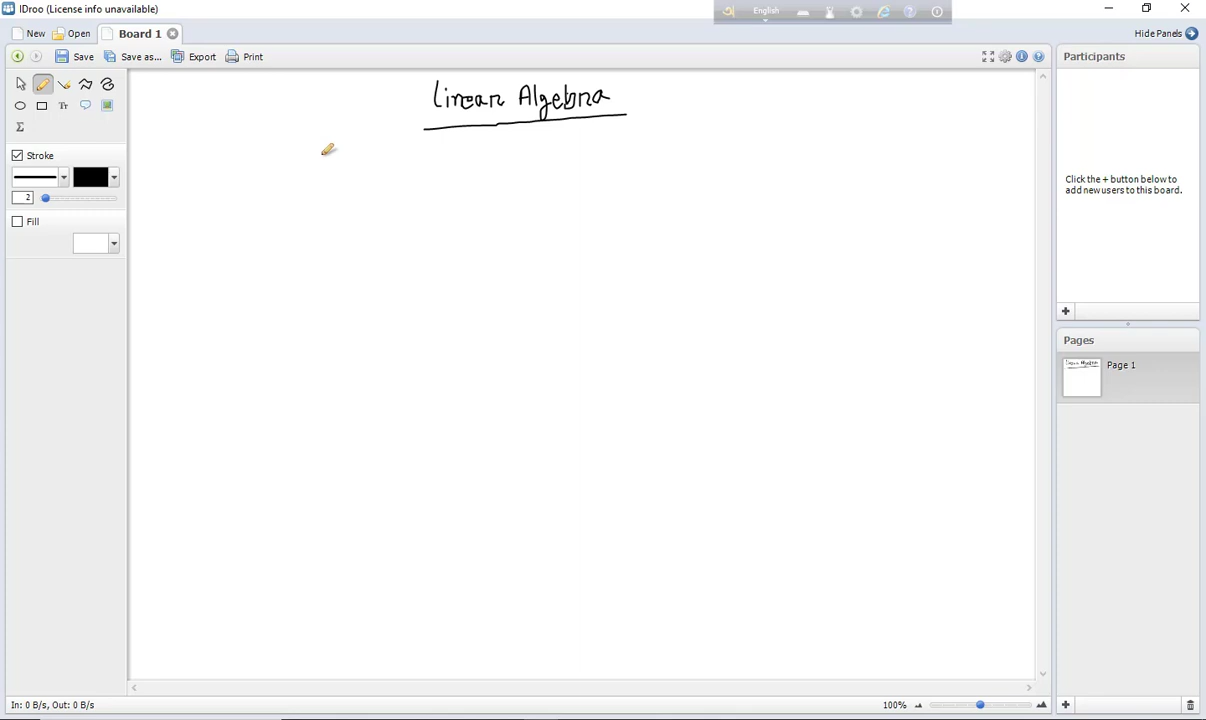 IDroo (License info unavailable)
English
New
Open
Board 1
Hide Panels
Save
Save as...
Export
Print
Participants
Linear Algebra
Tr
Σ
Stroke
2
Fill
Click the + button below to
add new users to this board.
Pages
Page 1
In: 0 B/s, Out: 0 B/s
100%